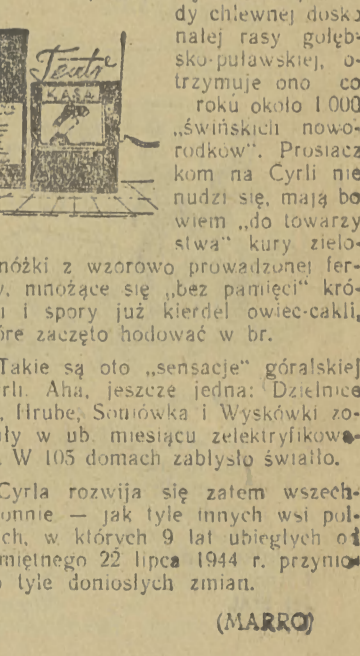 dy chlewnej dosko
nałej rasy gołęb-
sko-puławskiej, o-
trzymuje ono co
roku około 1 000
„świńskich nowo-
rodków". Prosiacz
kom na Cyrli nie
nudzi się, mają bo
wiem „do towarzy
stwa" kury zielo-
nóżki z wzorowo prowadzonej fer-
y, mnożące się „bez pamięci" kró-
i i spory już kierdel owiec-cakli,
óre zaczęto hodować w br.
Takie są oto „sensacje" góralskiej
yrli. Aha, jeszcze jedna: Dzielnice
, Hrube, Soniówka i Wyskówki zo-
ały w ub. miesiącu zelektryfikowa-
. W 105 domach zabłysło światło.
Cyrla rozwija się zatem wszech-
onnie — jak tyle innych wsi pol-
ch, w których 9 lat ubiegłych od
miętnego 22 lipca 1944 r. przynio-
o tyle doniosłych zmian.
(MARRO)
Teatr
KASA